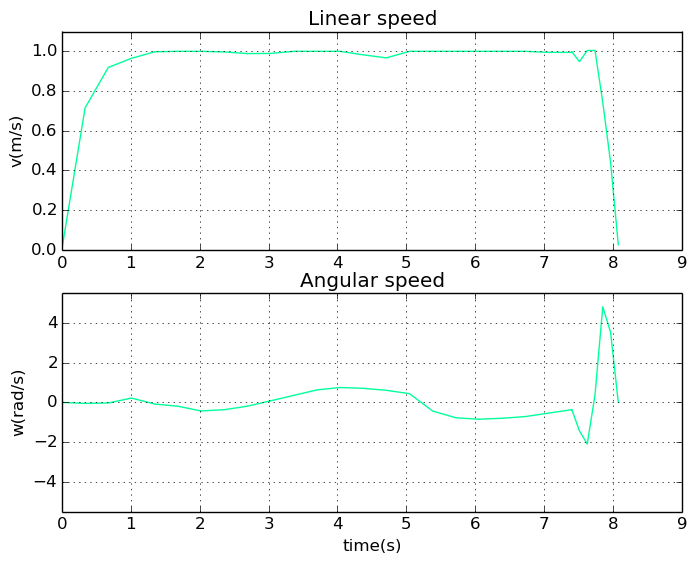 Linear speed
1.0
0.8
0.6
0.4
0.2
0.0
v(m/s)
0 1 2 3 4 5 6 7 8 9
Angular speed
4
2
0
−2
−4
w(rad/s)
0 1 2 3 4 5 6 7 8 9
time(s)